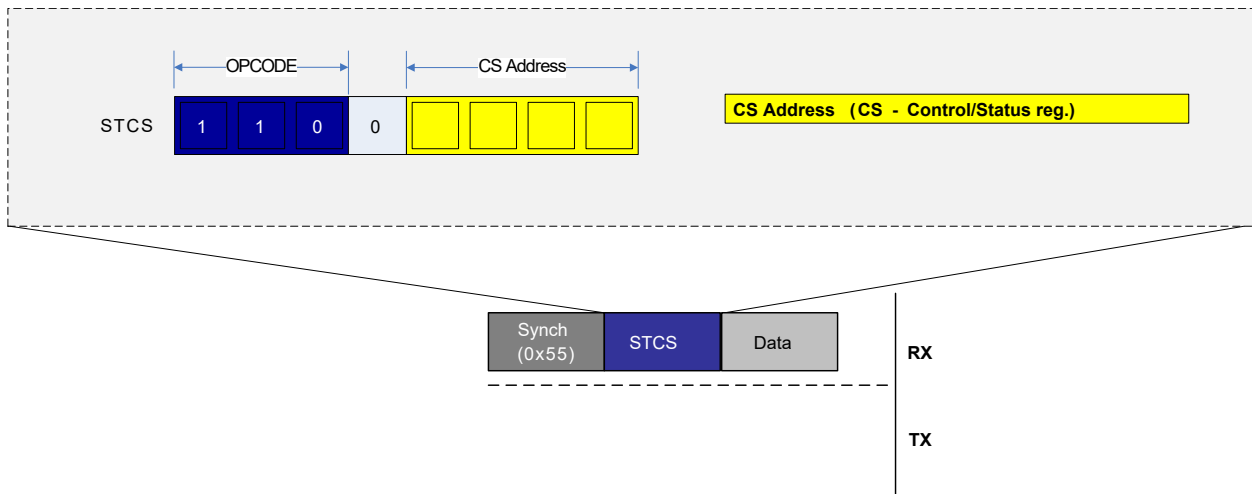 OPCODE CS Address
STCS 1 1 0 0
CS Address (CS - Control/Status reg.)
Synch
(0x55)
STCS
Data
RX
TX